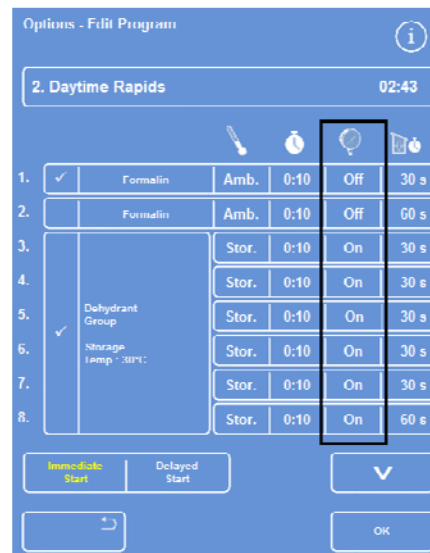 Options - Edit Program
i
2. Daytime Rapids 02:43
1. Formalin Amb. 0:10 Off 30 s
2. Formalin Amb. 0:10 Off 60 s
3. Stor. 0:10 On 30 s
4. Stor. 0:10 On 30 s
5. Dehydrant Group Stor. 0:10 On 30 s
6. Storage Temp : 30°C Stor. 0:10 On 30 s
7. Stor. 0:10 On 30 s
8. Stor. 0:10 On 60 s
Immediate Start Delayed Start
OK